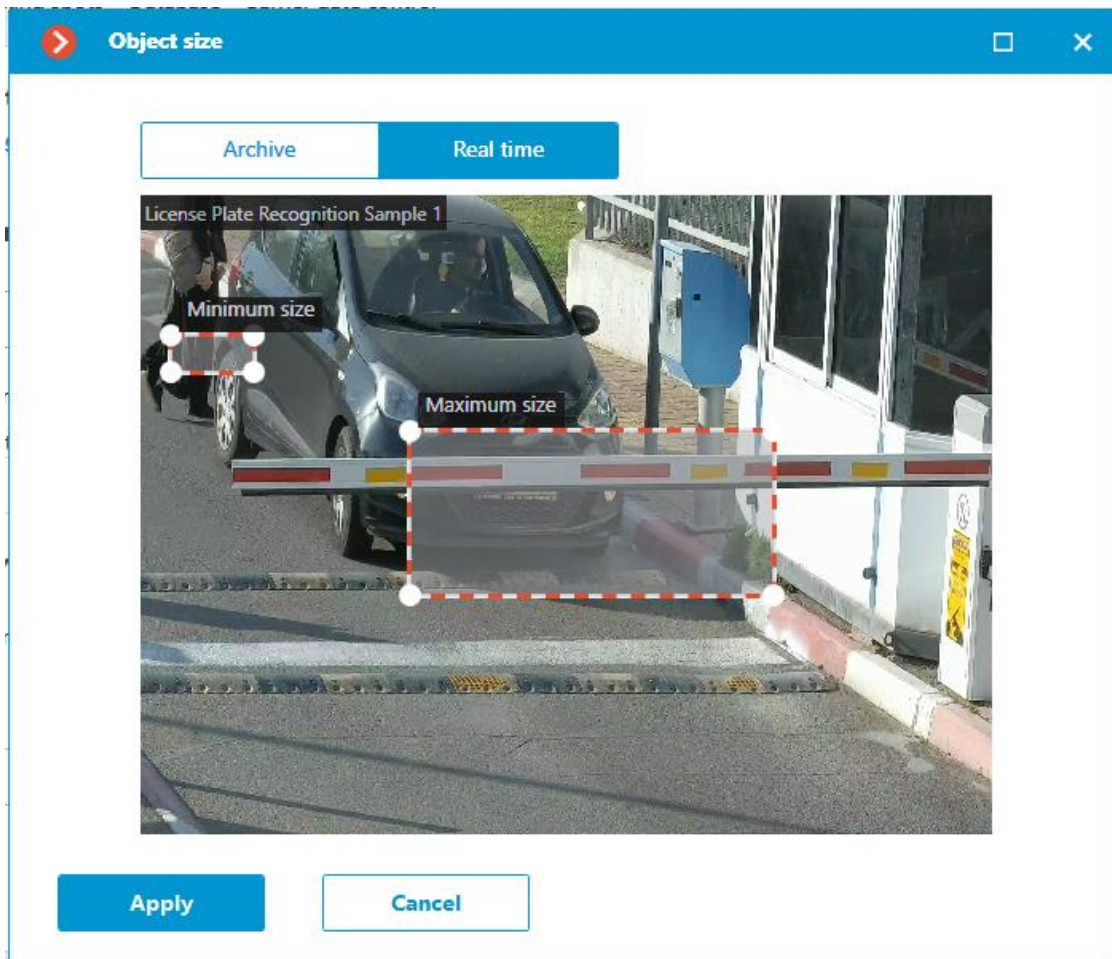 Object size
Archive
Real time
License Plate Recognition Sample 1
Minimum size
Maximum size
Apply
Cancel